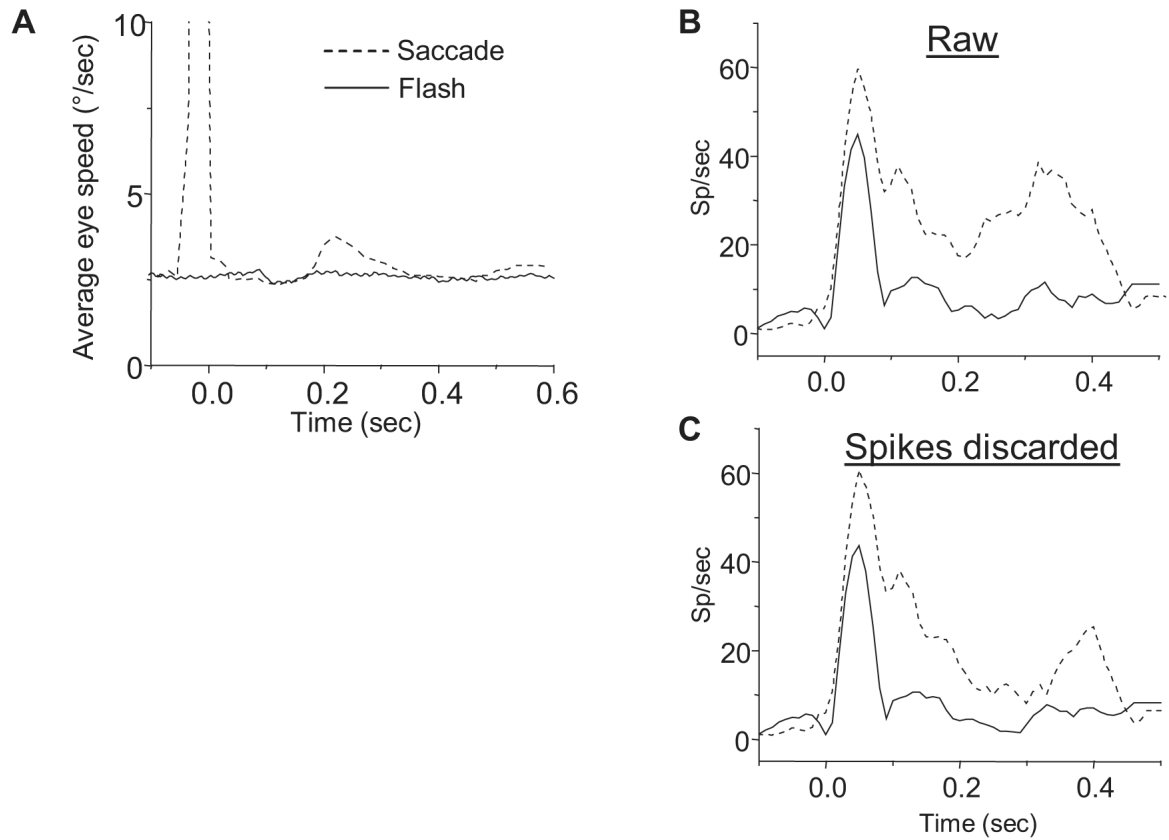 A
Average eye speed (°/sec)
10
5
0
Saccade
Flash
0.0 0.2 0.4 0.6
Time (sec)
B
Raw
Sp/sec
60
40
20
0
0.0 0.2 0.4
C
Spikes discarded
Sp/sec
60
40
20
0
0.0 0.2 0.4
Time (sec)